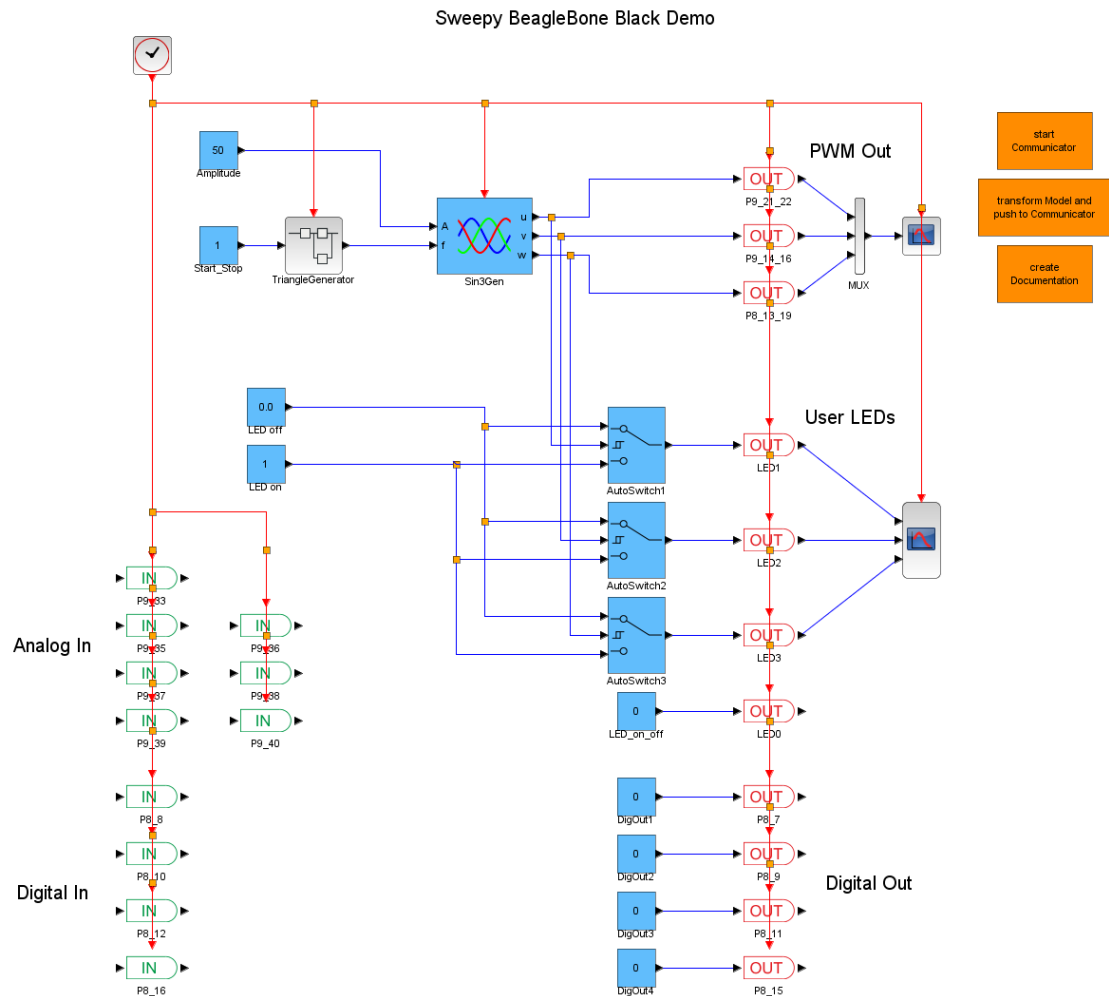 Sweepy BeagleBone Black Demo
50
Amplitude
1
Start_Stop
TriangleGenerator
A
f
u
v
w
Sin3Gen
PWM Out
OUT
P9_21_22
OUT
P9_14_16
OUT
P8_13_19
MUX
start
Communicator
transform Model and
push to Communicator
create
Documentation
0.0
LED off
1
LED on
AutoSwitch1
AutoSwitch2
AutoSwitch3
User LEDs
OUT
LED1
OUT
LED2
OUT
LED3
0
LED_on_off
OUT
LED0
Analog In
IN
P9_33
IN
P9_35
IN
P9_36
IN
P9_37
IN
P9_38
IN
P9_39
IN
P9_40
Digital In
IN
P8_8
IN
P8_10
IN
P8_12
IN
P8_16
0
DigOut1
OUT
P8_7
0
DigOut2
OUT
P8_9
Digital Out
0
DigOut3
OUT
P8_11
0
DigOut4
OUT
P8_15